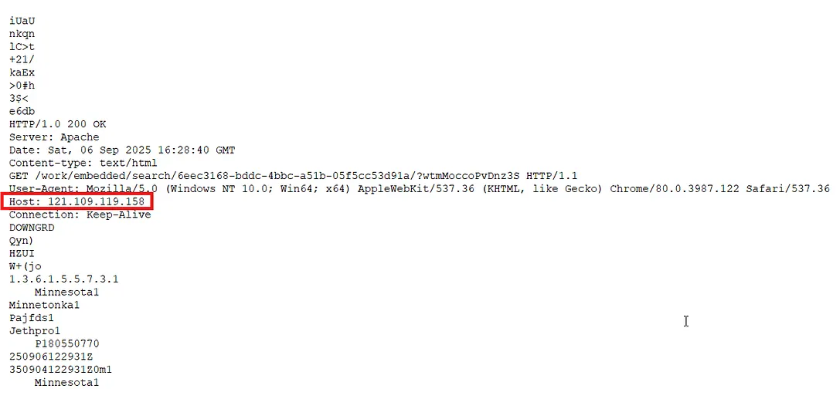 iUaU
nkqn
lC>t
+21/
kaEx
>0#h
3$<
e6db
HTTP/1.0 200 OK
Server: Apache
Date: Sat, 06 Sep 2025 16:28:40 GMT
Content-type: text/html
GET /work/embedded/search/6eec3168-bddc-4bbc-a51b-05f5cc53d91a/?wtmMoccoPvDnz3S HTTP/1.1
User-Agent: Mozilla/5.0 (Windows NT 10.0; Win64; x64) AppleWebKit/537.36 (KHTML, like Gecko) Chrome/80.0.3987.122 Safari/537.36
Host: 121.109.119.158
Connection: Keep-Alive
DOWNGRD
Qyn)
HZUI
W+(jo
1.3.6.1.5.5.7.3.1
Minnesota1
Minnetonka1
Pajfds1
Jethpro1
P180550770
250906122931Z
350904122931Z0m1
Minnesota1